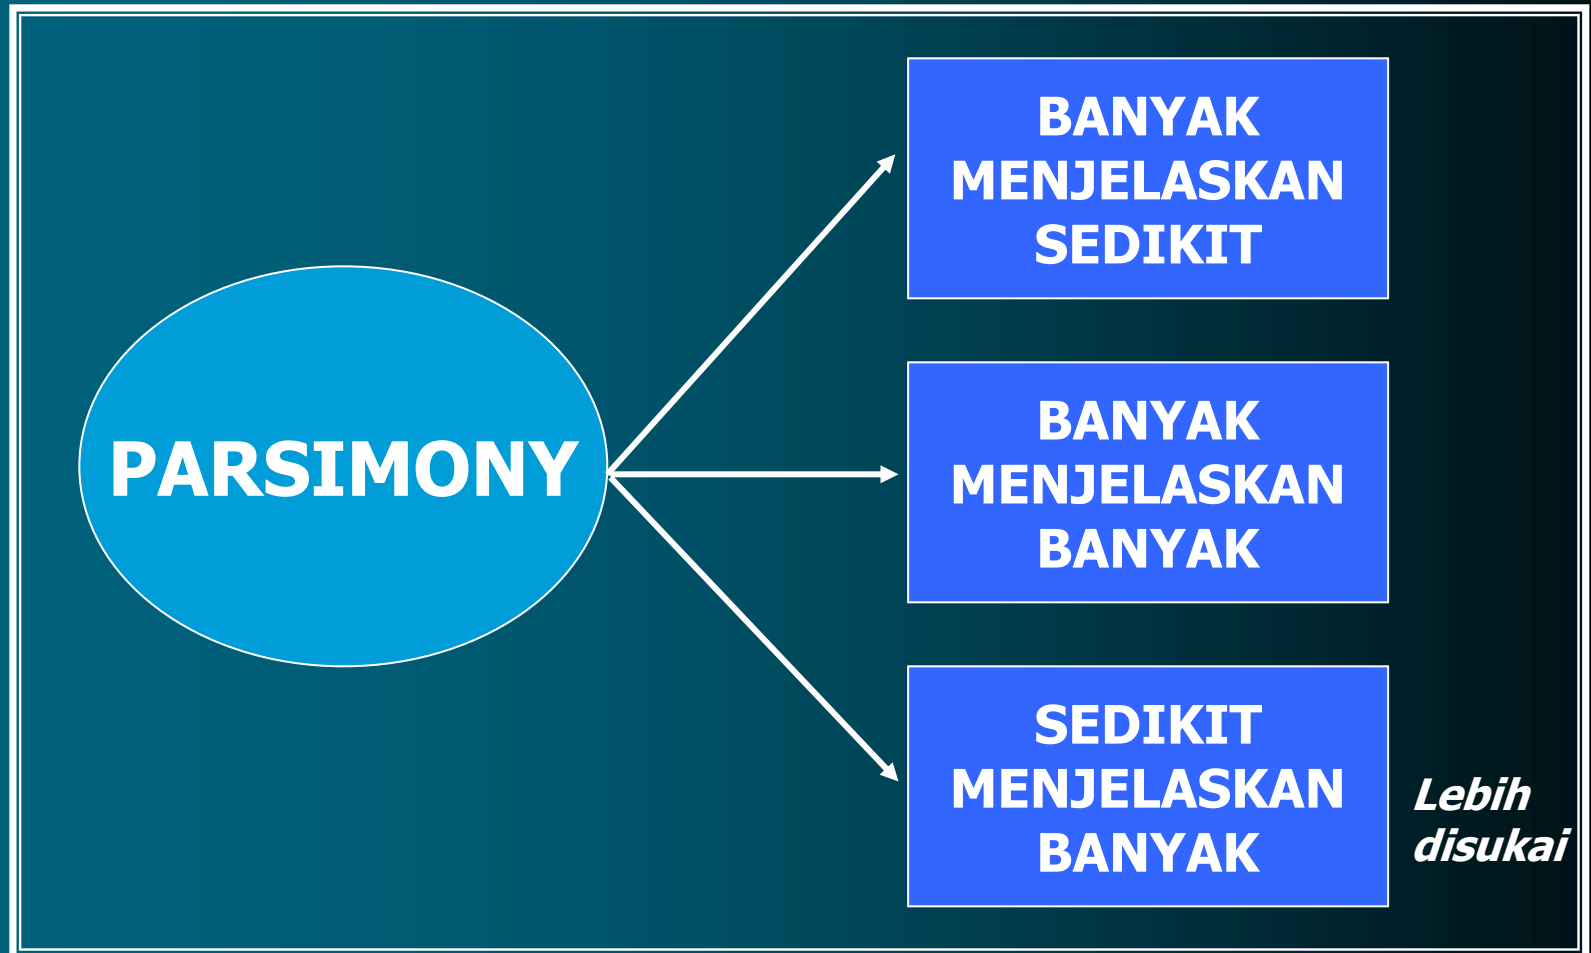 PARSIMONY
BANYAK
MENJELASKAN
SEDIKIT
BANYAK
MENJELASKAN
BANYAK
SEDIKIT
MENJELASKAN
BANYAK
Lebih
disukai